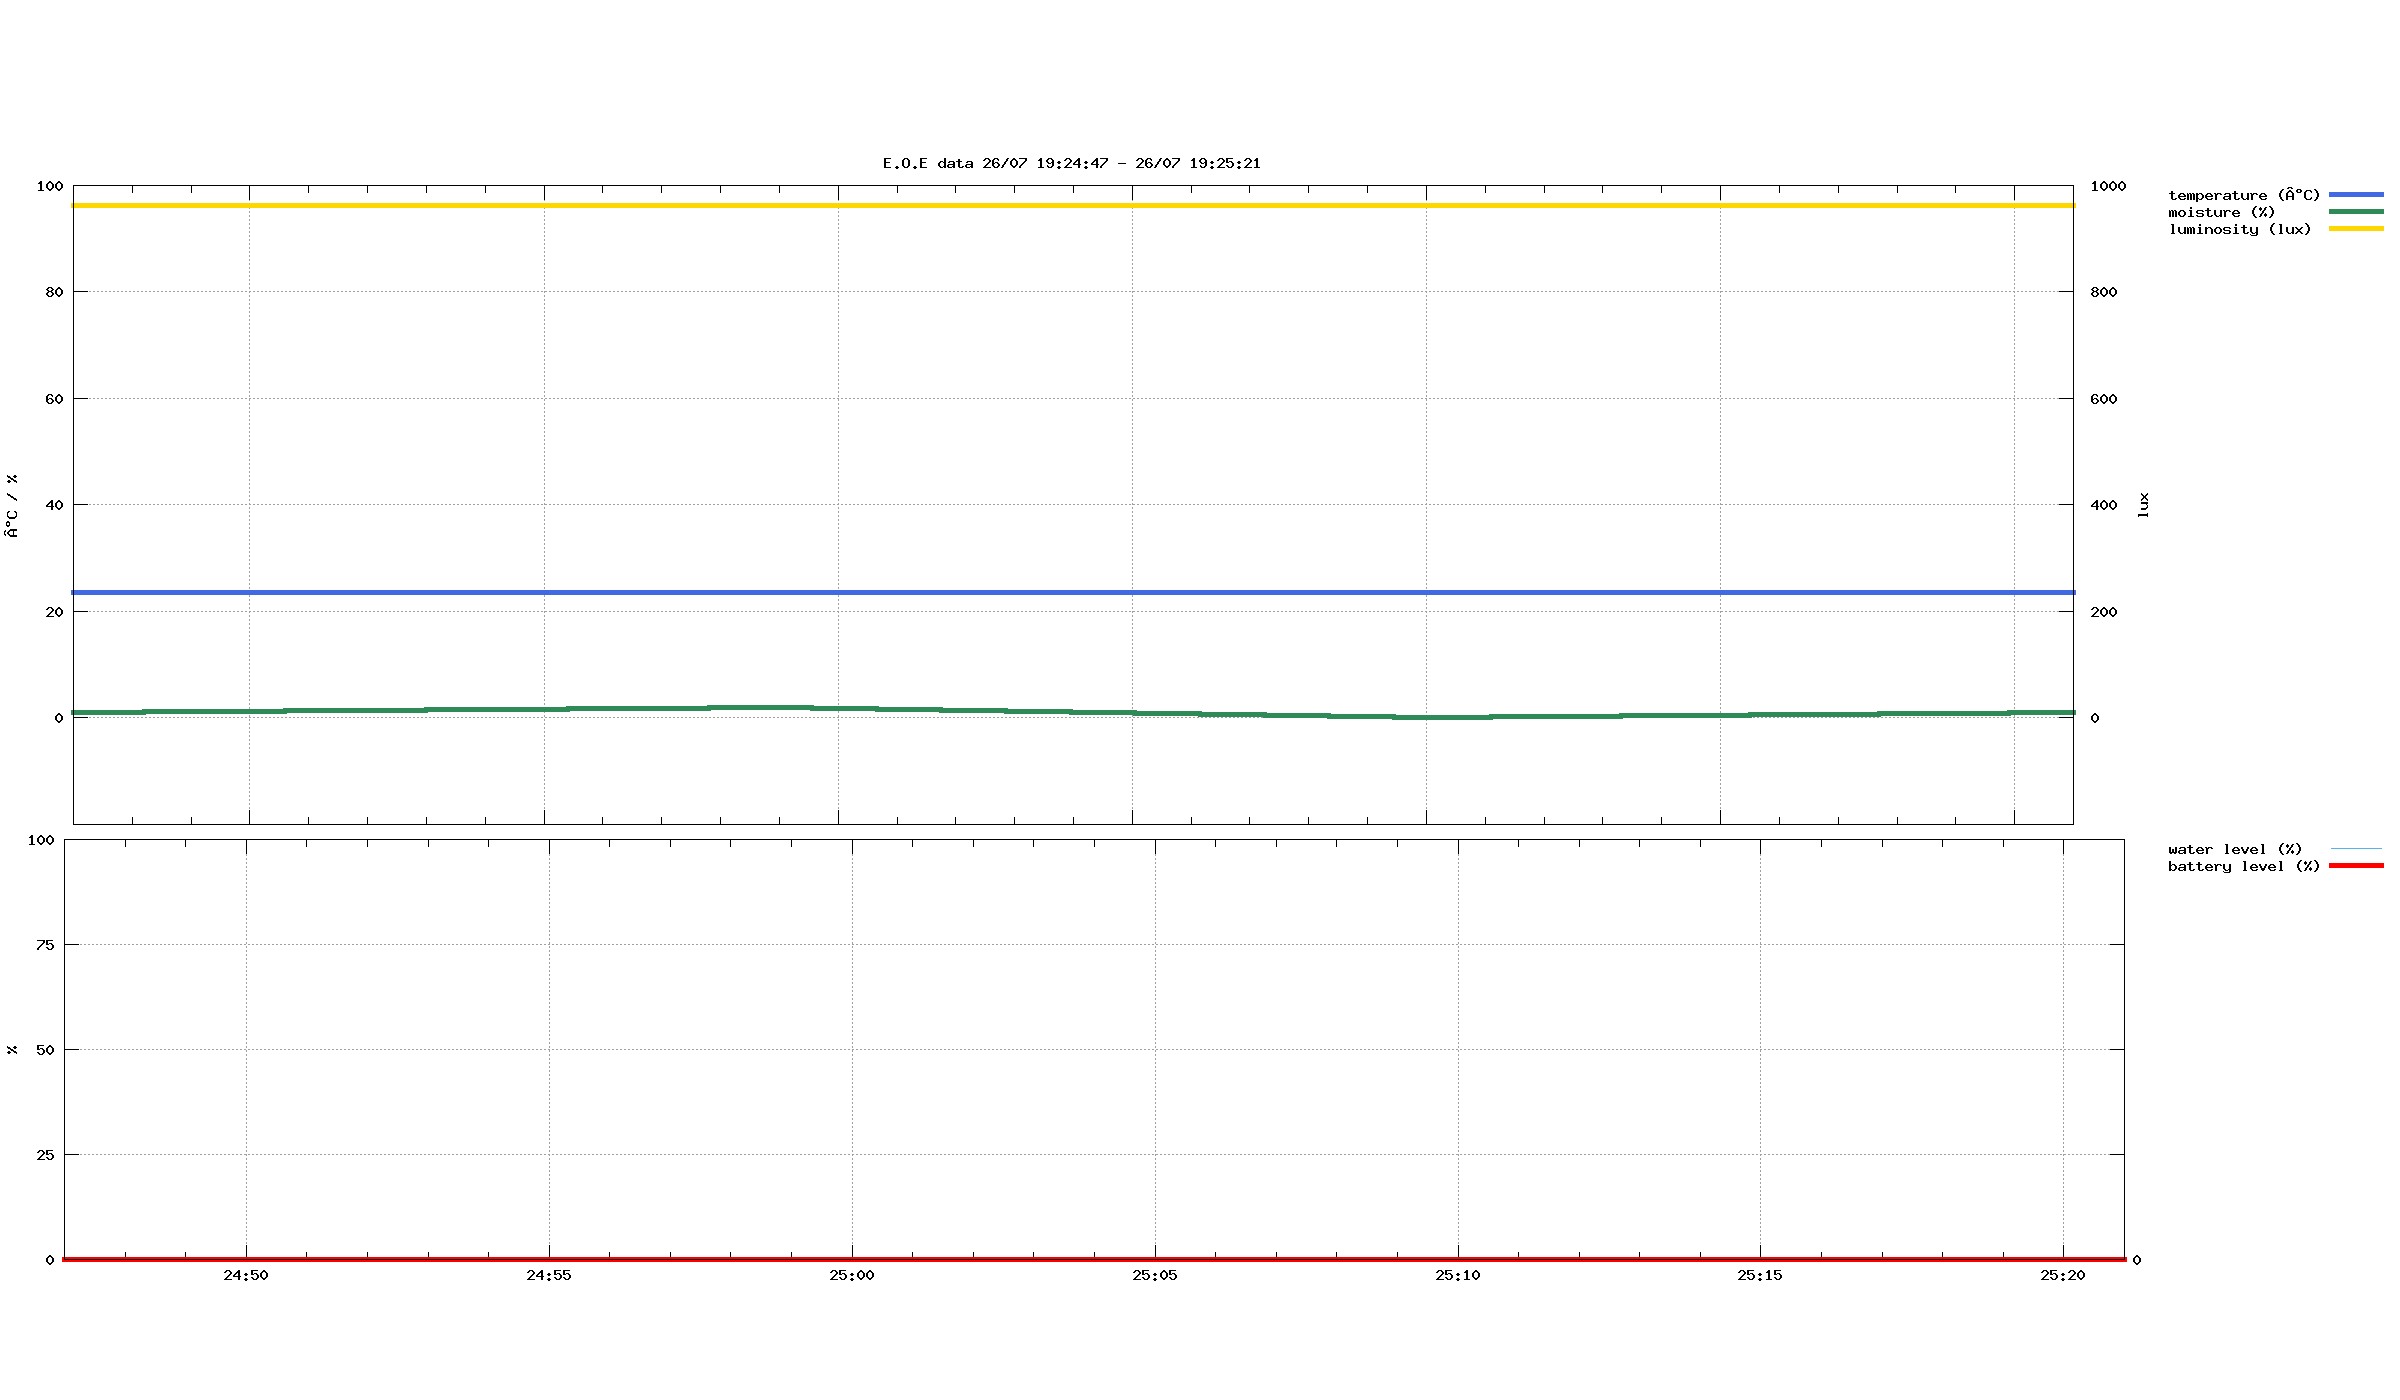 E.O.E data 26/07 19:24:47 - 26/07 19:25:21
100
80
60
40
20
0
Â°C / %
1000
800
600
400
200
0
lux
temperature (Â°C)
moisture (%)
luminosity (lux)
100
75
50
25
0
%
0
water level (%)
battery level (%)
24:50 24:55 25:00 25:05 25:10 25:15 25:20